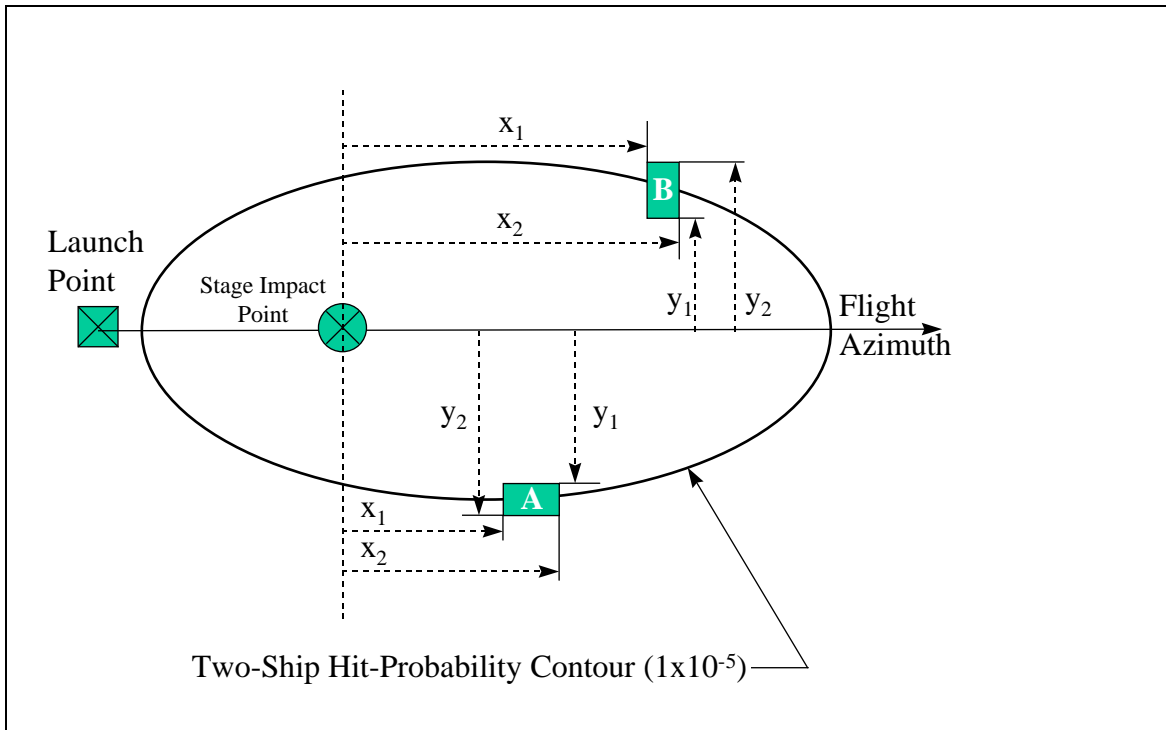 x₁
B
x₂
Launch
Point
Stage Impact
Point
y₁
y₂
Flight
Azimuth
y₂
y₁
A
x₁
x₂
Two-Ship Hit-Probability Contour (1x10⁻⁵)